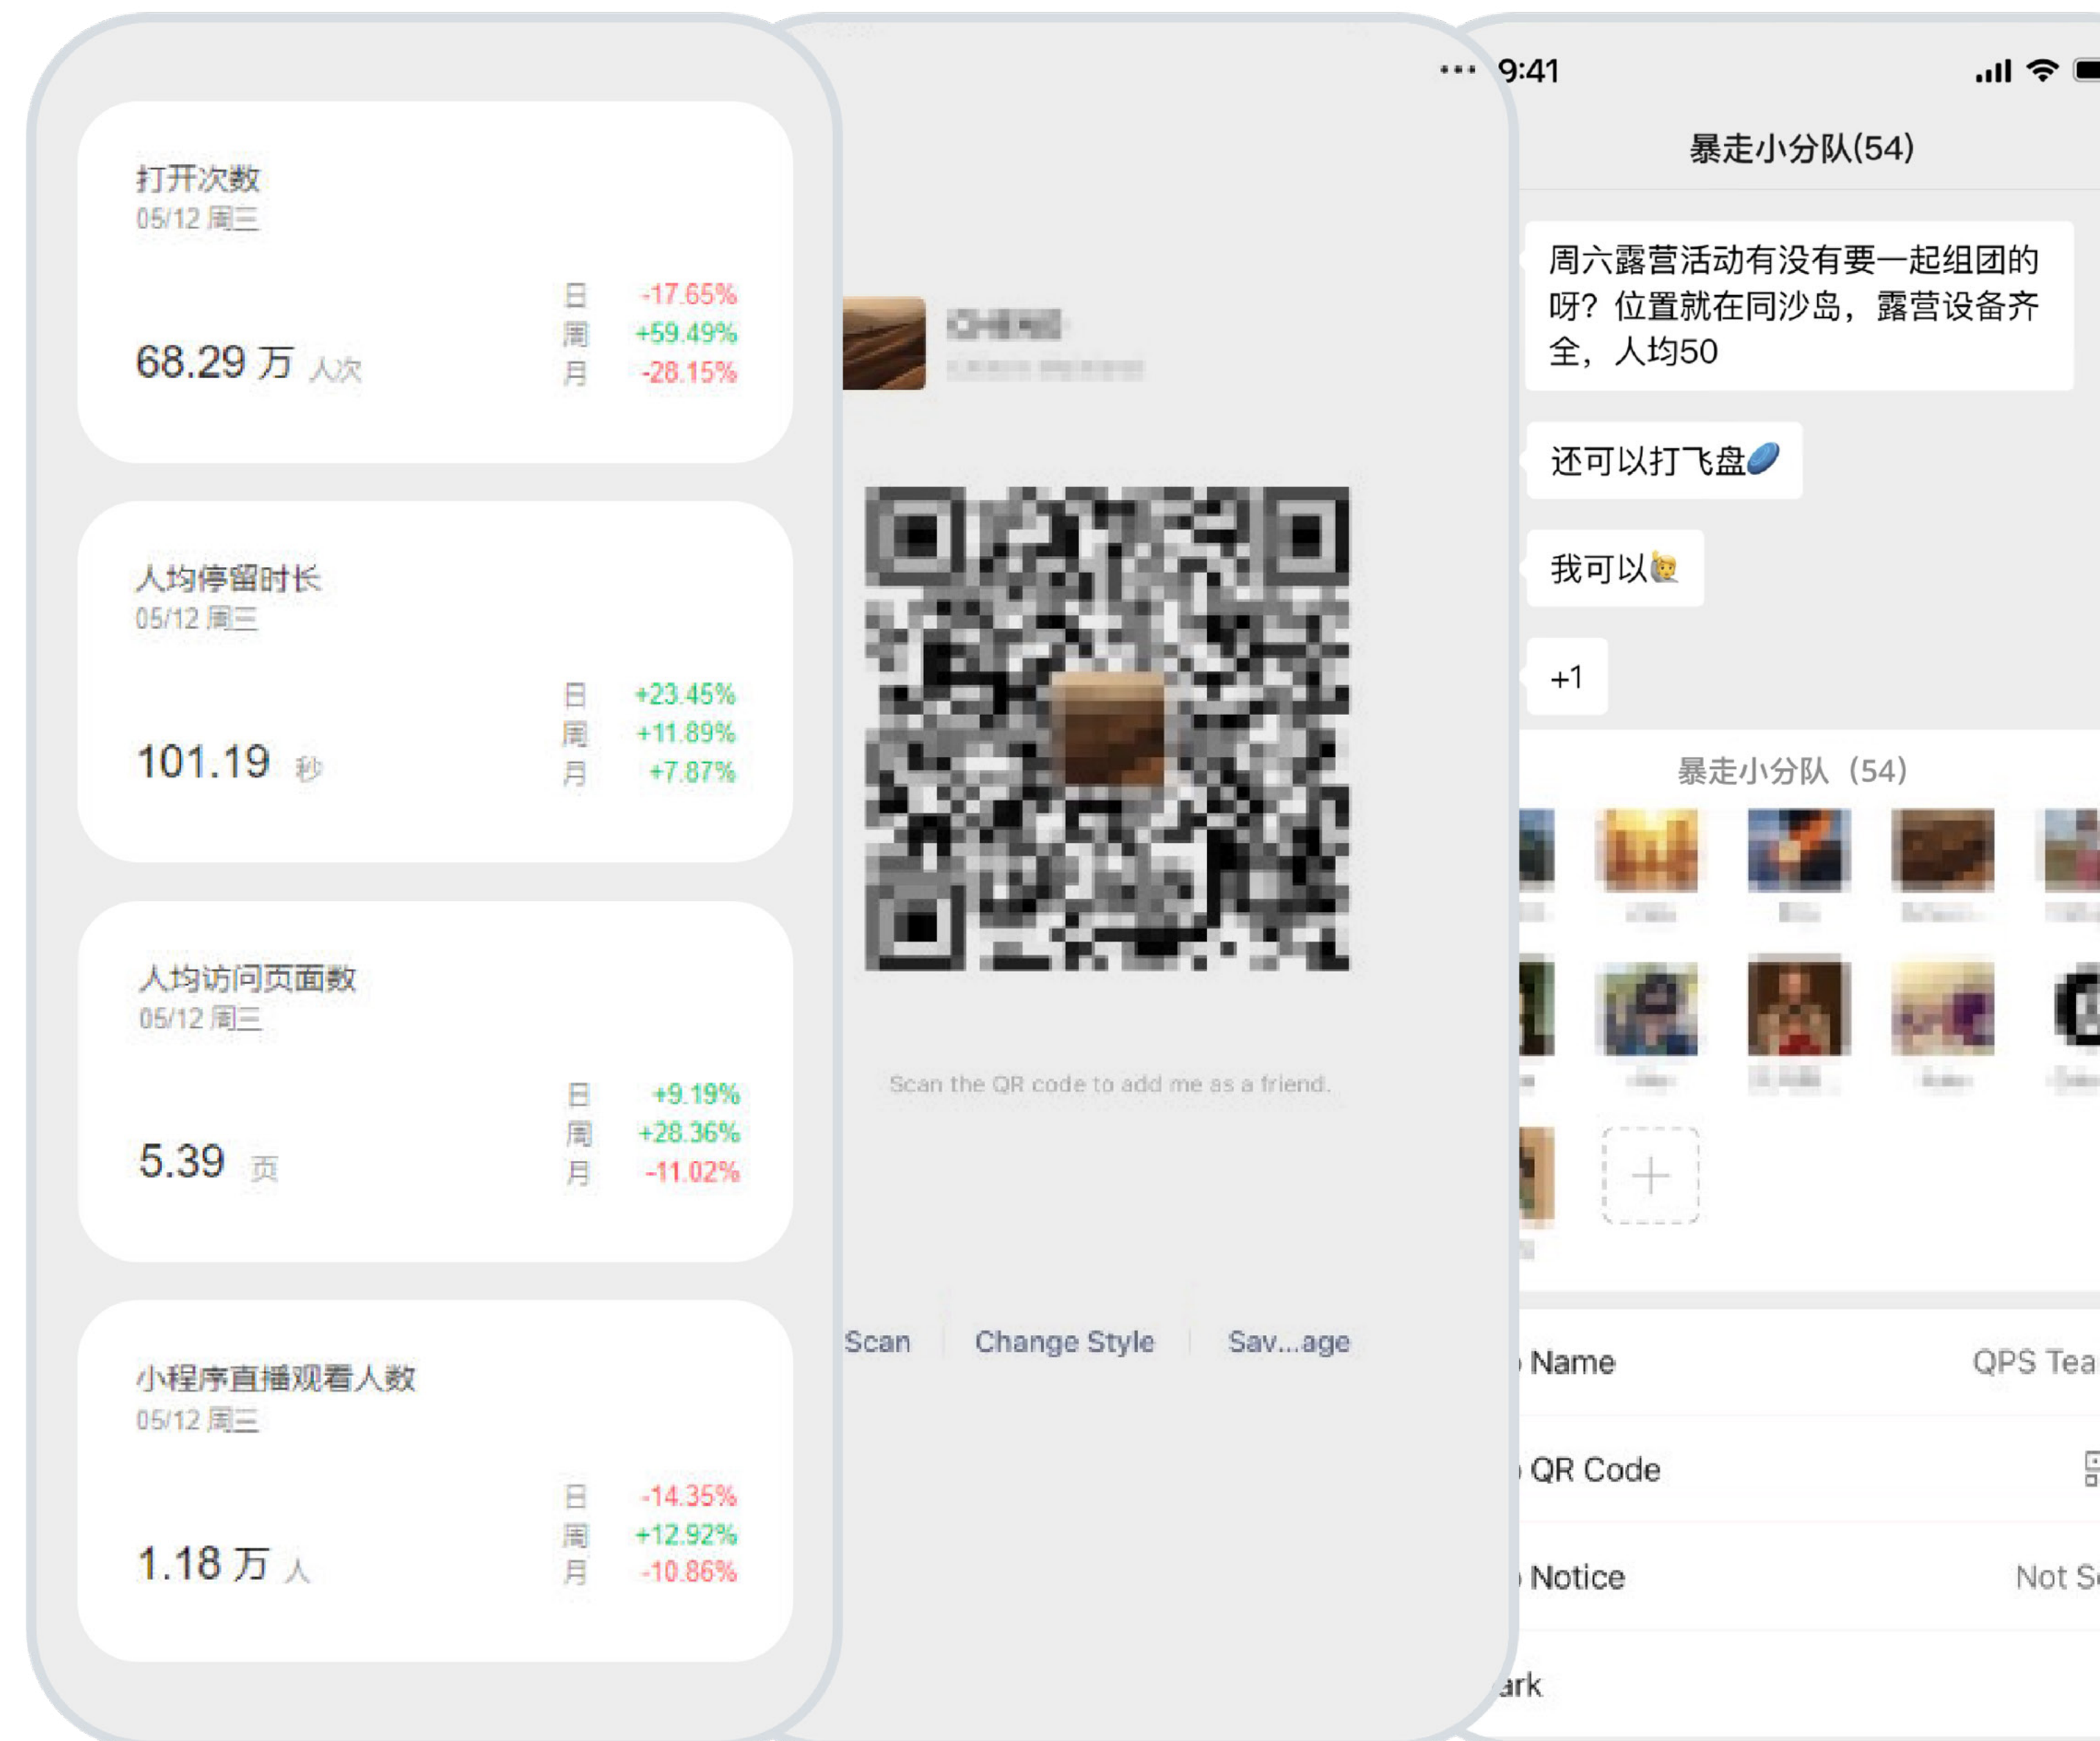 打开次数
05/12 周三
68.29 万 人次
日 -17.65%
周 +59.49%
月 -28.15%
人均停留时长
05/12 周三
101.19 秒
日 +23.45%
周 +11.89%
月 +7.87%
人均访问页面数
05/12 周三
5.39 页
日 +9.19%
周 +28.36%
月 -11.02%
小程序直播观看人数
05/12 周三
1.18 万 人
日 -14.35%
周 +12.92%
月 -10.86%
Scan the QR code to add me as a friend.
Scan
Change Style
Sav...age
9:41
暴走小分队(54)
周六露营活动有没有要一起组团的
呀？位置就在同沙岛，露营设备齐
全，人均50
还可以打飞盘🥏
我可以🙋
+1
暴走小分队（54）
Name QPS Tea
QR Code
Notice Not S
ark